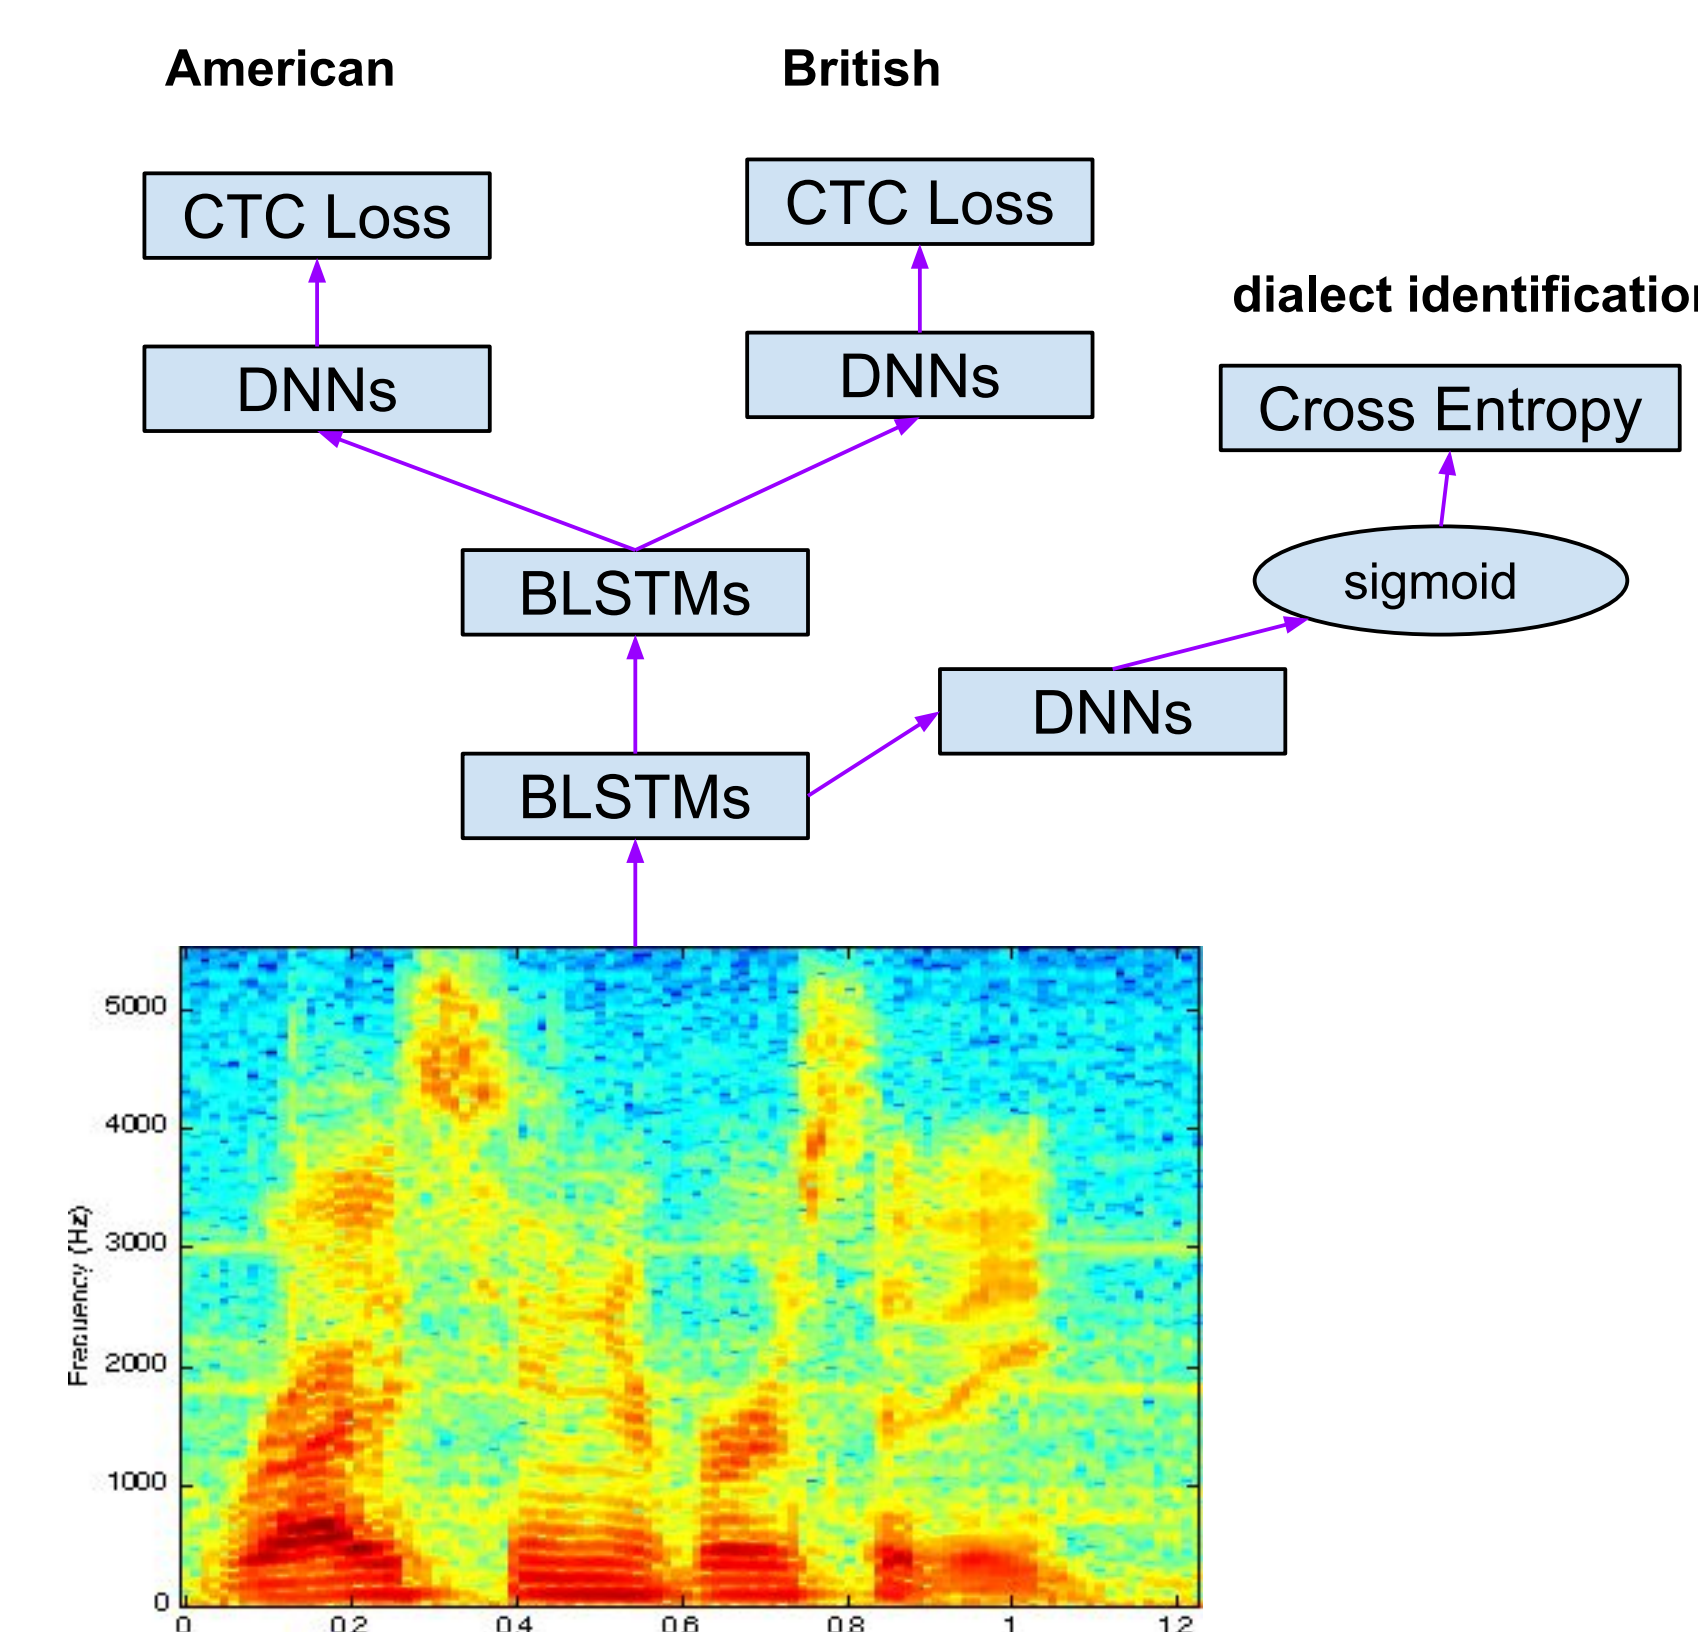 American
British
CTC Loss
CTC Loss
dialect identification
DNNs
DNNs
Cross Entropy
BLSTMs
sigmoid
DNNs
BLSTMs
5000
4000
3000
2000
1000
0
Frequency (Hz)
0 0.2 0.4 0.6 0.8 1 1.2